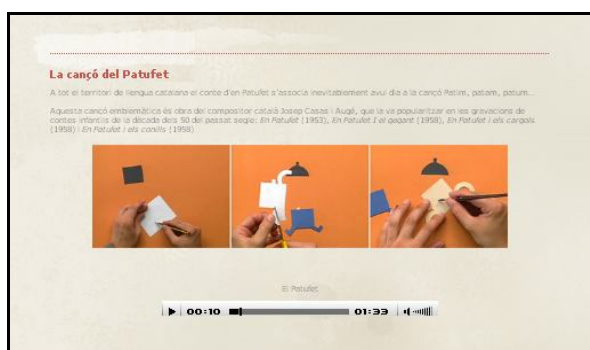 La cançó del Patufet
A tot el territori de llengua catalana el conte d'en Patufet s'associa inevitablement avui dia a la cançó Patim, patam, patum...
Aquesta cançó emblemàtica és obra del compositor català Josep Casas i Augé, que la va popularitzar en les gravacions de
contes infantils de la dècada dels 50 del passat segle: En Patufet (1953), En Patufet i el gegant (1958), En Patufet i els cargols
(1958) i En Patufet i els conills (1958)
El Patufet
00:10 01:33